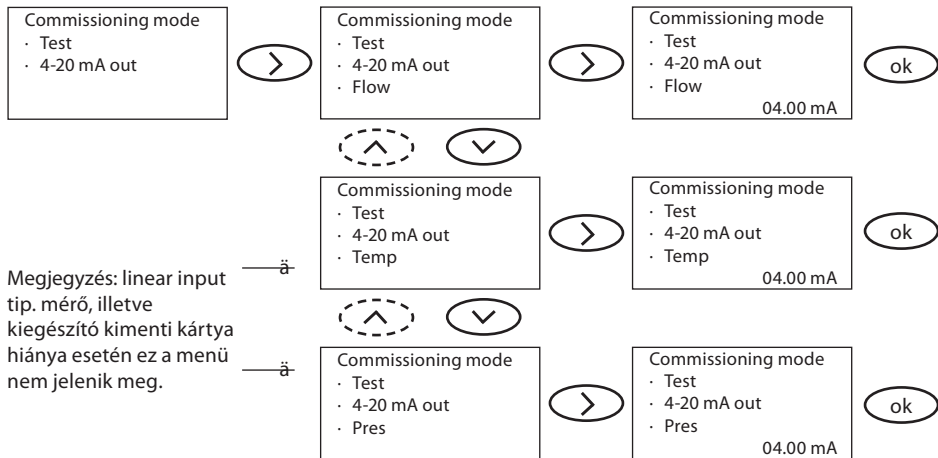 Commissioning mode
· Test
· 4-20 mA out
Commissioning mode
· Test
· 4-20 mA out
· Flow
Commissioning mode
· Test
· 4-20 mA out
· Flow
04.00 mA
ok
Commissioning mode
· Test
· 4-20 mA out
· Temp
Commissioning mode
· Test
· 4-20 mA out
· Temp
04.00 mA
ok
Megjegyzés: linear input
tip. mérő, illetve
kiegészító kimenti kártya
hiánya esetén ez a menü
nem jelenik meg.
ä
ä
Commissioning mode
· Test
· 4-20 mA out
· Pres
Commissioning mode
· Test
· 4-20 mA out
· Pres
04.00 mA
ok